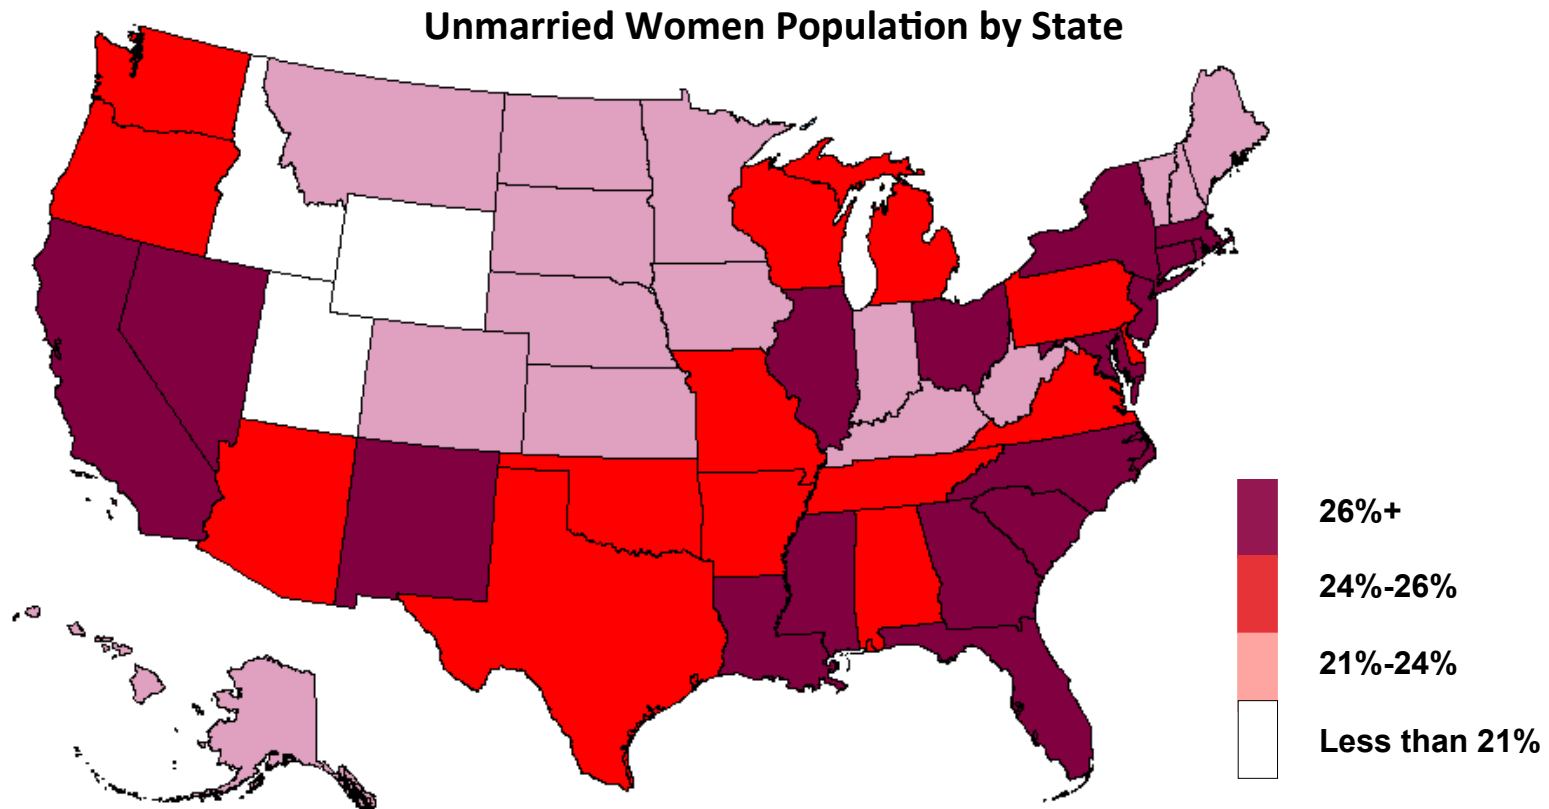 Unmarried Women Population by State
26%+
24%-26%
21%-24%
Less than 21%